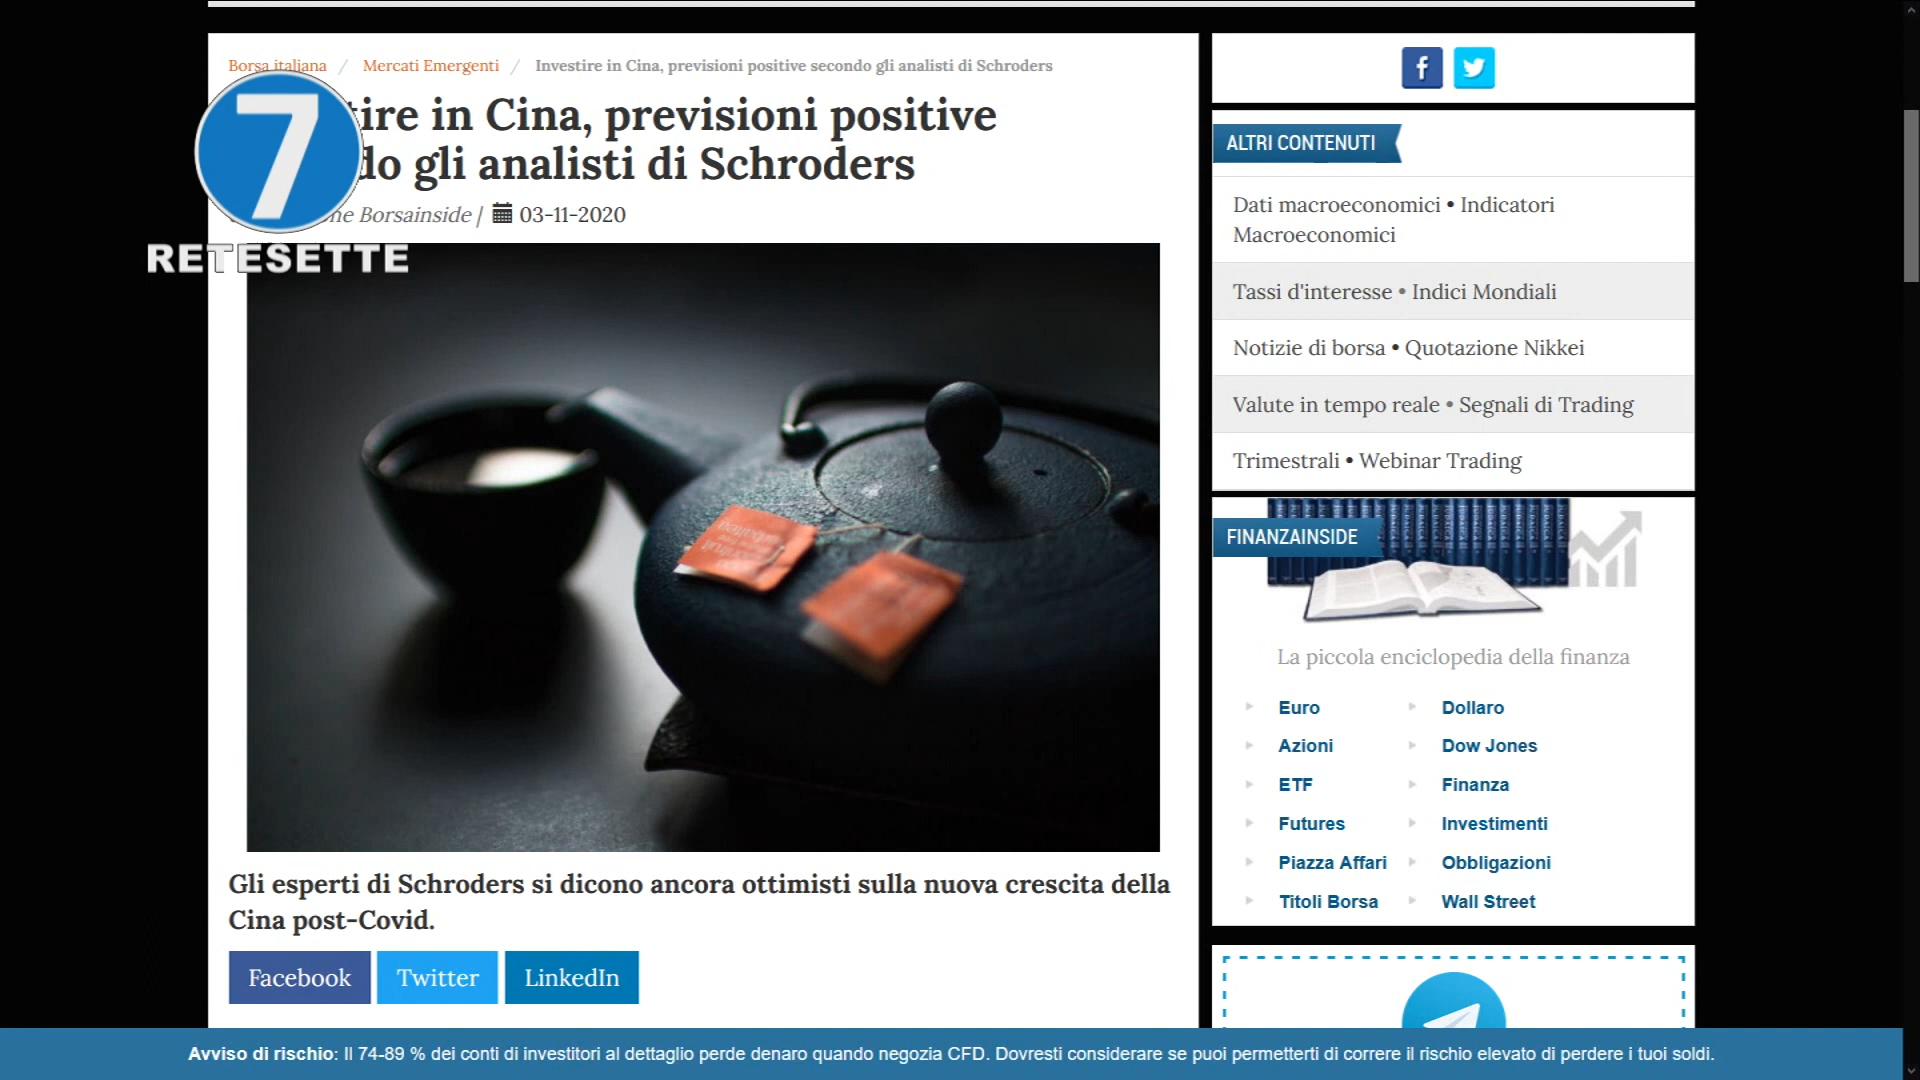 Borsa italiana / Mercati Emergenti / Investire in Cina, previsioni positive secondo gli analisti di Schroders
tire in Cina, previsioni positive
do gli analisti di Schroders
ne Borsainside | 03-11-2020
7
RETESETTE
Gli esperti di Schroders si dicono ancora ottimisti sulla nuova crescita della
Cina post-Covid.
Facebook Twitter LinkedIn
ALTRI CONTENUTI
Dati macroeconomici • Indicatori
Macroeconomici
Tassi d'interesse • Indici Mondiali
Notizie di borsa • Quotazione Nikkei
Valute in tempo reale • Segnali di Trading
Trimestrali • Webinar Trading
FINANZAINSIDE
La piccola enciclopedia della finanza
Euro Dollaro
Azioni Dow Jones
ETF Finanza
Futures Investimenti
Piazza Affari Obbligazioni
Titoli Borsa Wall Street
Avviso di rischio: Il 74-89 % dei conti di investitori al dettaglio perde denaro quando negozia CFD. Dovresti considerare se puoi permetterti di correre il rischio elevato di perdere i tuoi soldi.